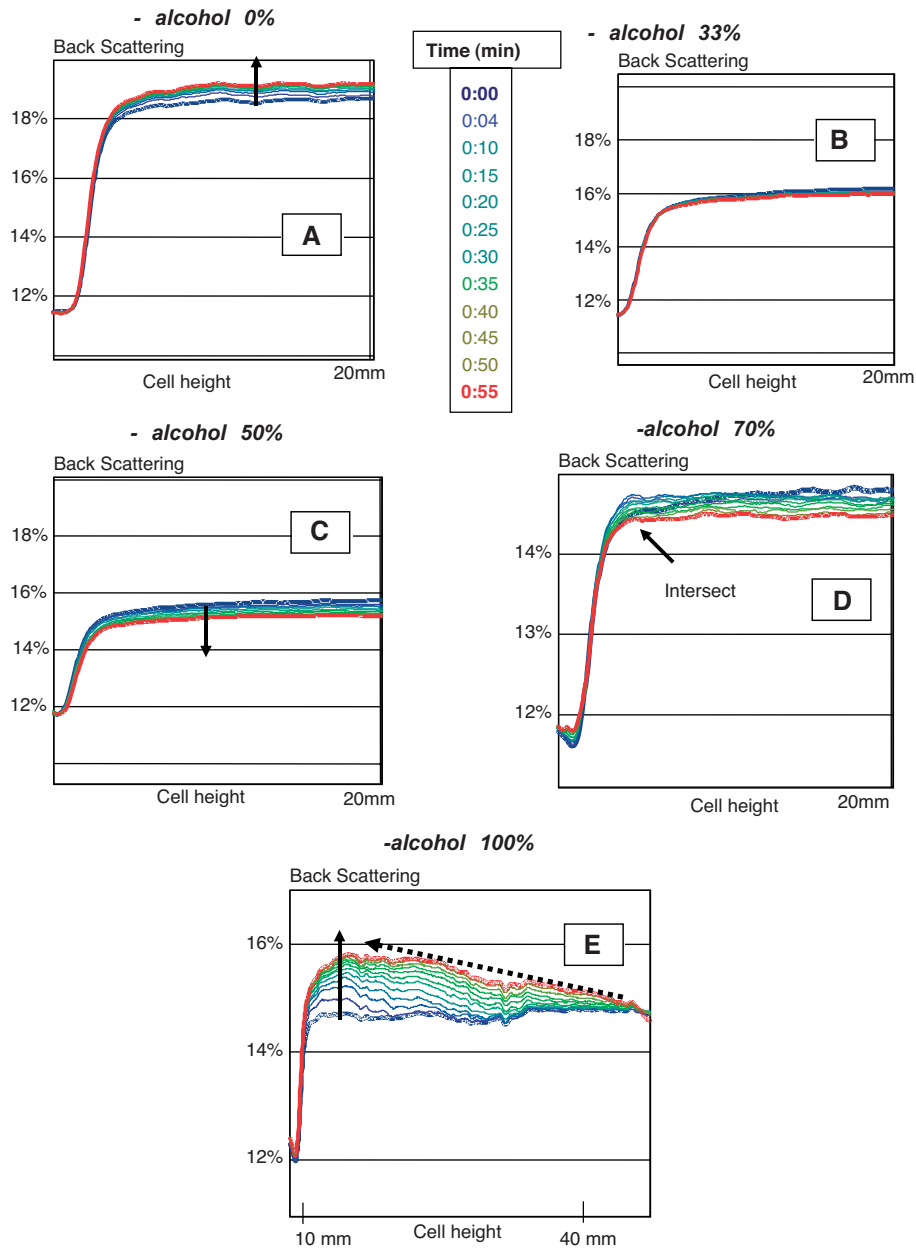 - alcohol 0%
Back Scattering
18%
16%
14%
12%
A
Cell height
20mm
Time (min)
0:00
0:04
0:10
0:15
0:20
0:25
0:30
0:35
0:40
0:45
0:50
0:55
- alcohol 33%
Back Scattering
18%
16%
14%
12%
B
Cell height
20mm
- alcohol 50%
Back Scattering
18%
16%
14%
12%
C
Cell height
20mm
-alcohol 70%
Back Scattering
14%
13%
12%
Intersect
D
Cell height
20mm
-alcohol 100%
Back Scattering
16%
14%
12%
E
10 mm
Cell height
40 mm